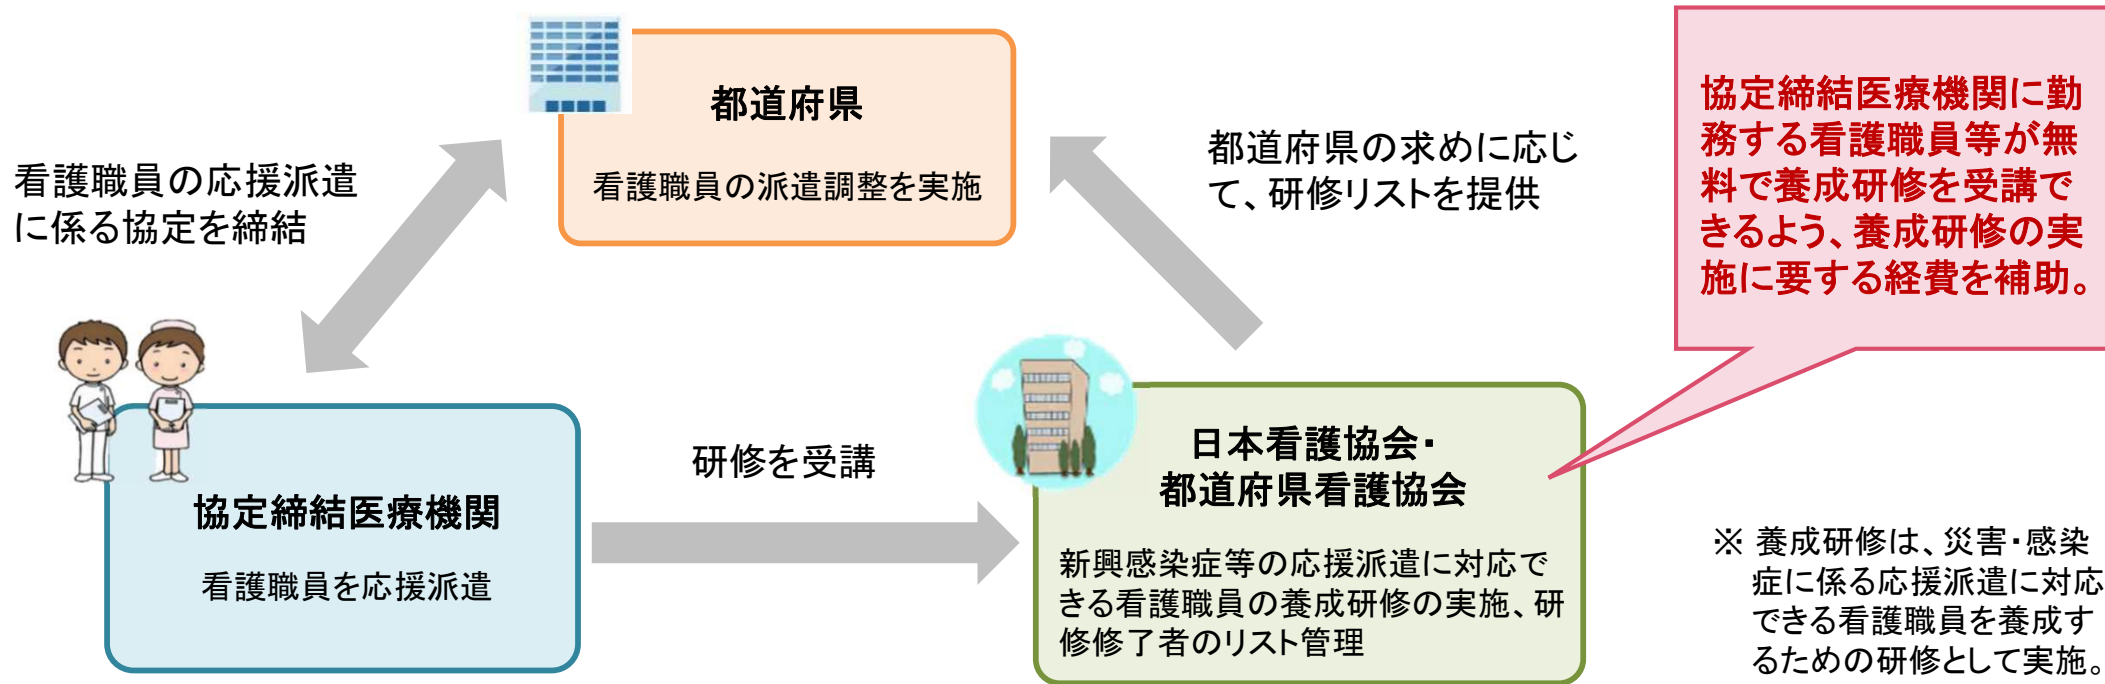 都道府県
看護職員の派遣調整を実施
看護職員の応援派遣
に係る協定を締結
都道府県の求めに応じ
て、研修リストを提供
協定締結医療機関に勤
務する看護職員等が無
料で養成研修を受講で
きるよう、養成研修の実
施に要する経費を補助。
協定締結医療機関
看護職員を応援派遣
研修を受講
日本看護協会・
都道府県看護協会
新興感染症等の応援派遣に対応で
きる看護職員の養成研修の実施、研
修修了者のリスト管理
※ 養成研修は、災害・感染
症に係る応援派遣に対応
できる看護職員を養成す
るための研修として実施。